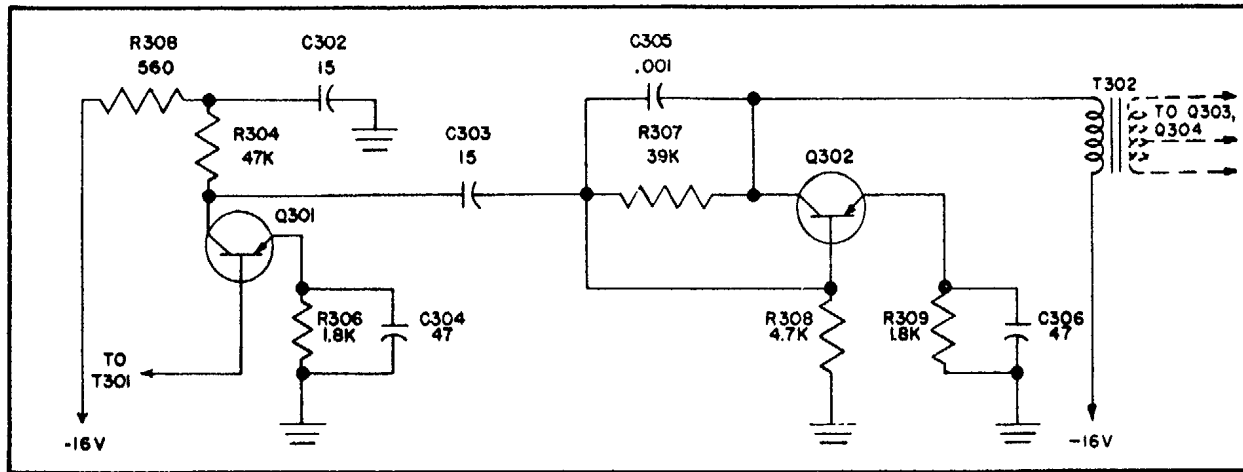 R308
560
C302
15
R304
47K
C303
15
C305
.001
R307
39K
T302
TO Q303,
Q304
Q301
Q302
R306
1.8K
C304
47
R308
4.7K
R309
1.8K
C306
47
TO
T301
-16V
-16V